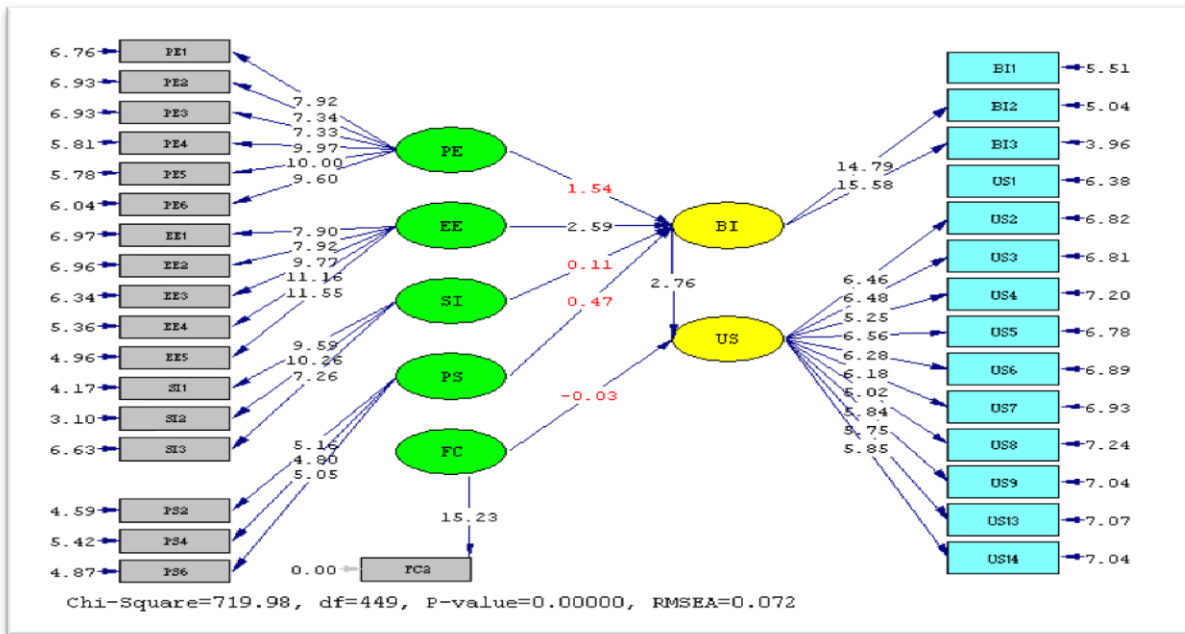 6.76 PE1
6.93 PE2
6.93 PE3
5.81 PE4
5.78 PE5
6.04 PE6
6.97 EE1
6.96 EE2
6.34 EE3
5.36 EE4
4.96 EE5
4.17 SI1
3.10 SI2
6.63 SI3
4.59 PS2
5.42 PS4
4.87 PS6
7.92
7.34
7.33
9.97
10.00
9.60
7.90
7.92
9.77
11.16
11.55
9.59
10.26
7.26
5.16
4.80
5.05
PE
EE
SI
PS
FC
15.23
0.00 FC2
1.54
2.59
0.11
0.47
-0.03
BI
2.76
US
14.79
15.58
6.46
6.48
5.25
6.56
6.28
6.18
5.02
5.84
5.75
5.85
BI1 5.51
BI2 5.04
BI3 3.96
US1 6.38
US2 6.82
US3 6.81
US4 7.20
US5 6.78
US6 6.89
US7 6.93
US8 7.24
US9 7.04
US13 7.07
US14 7.04
Chi-Square=719.98, df=449, P-value=0.00000, RMSEA=0.072